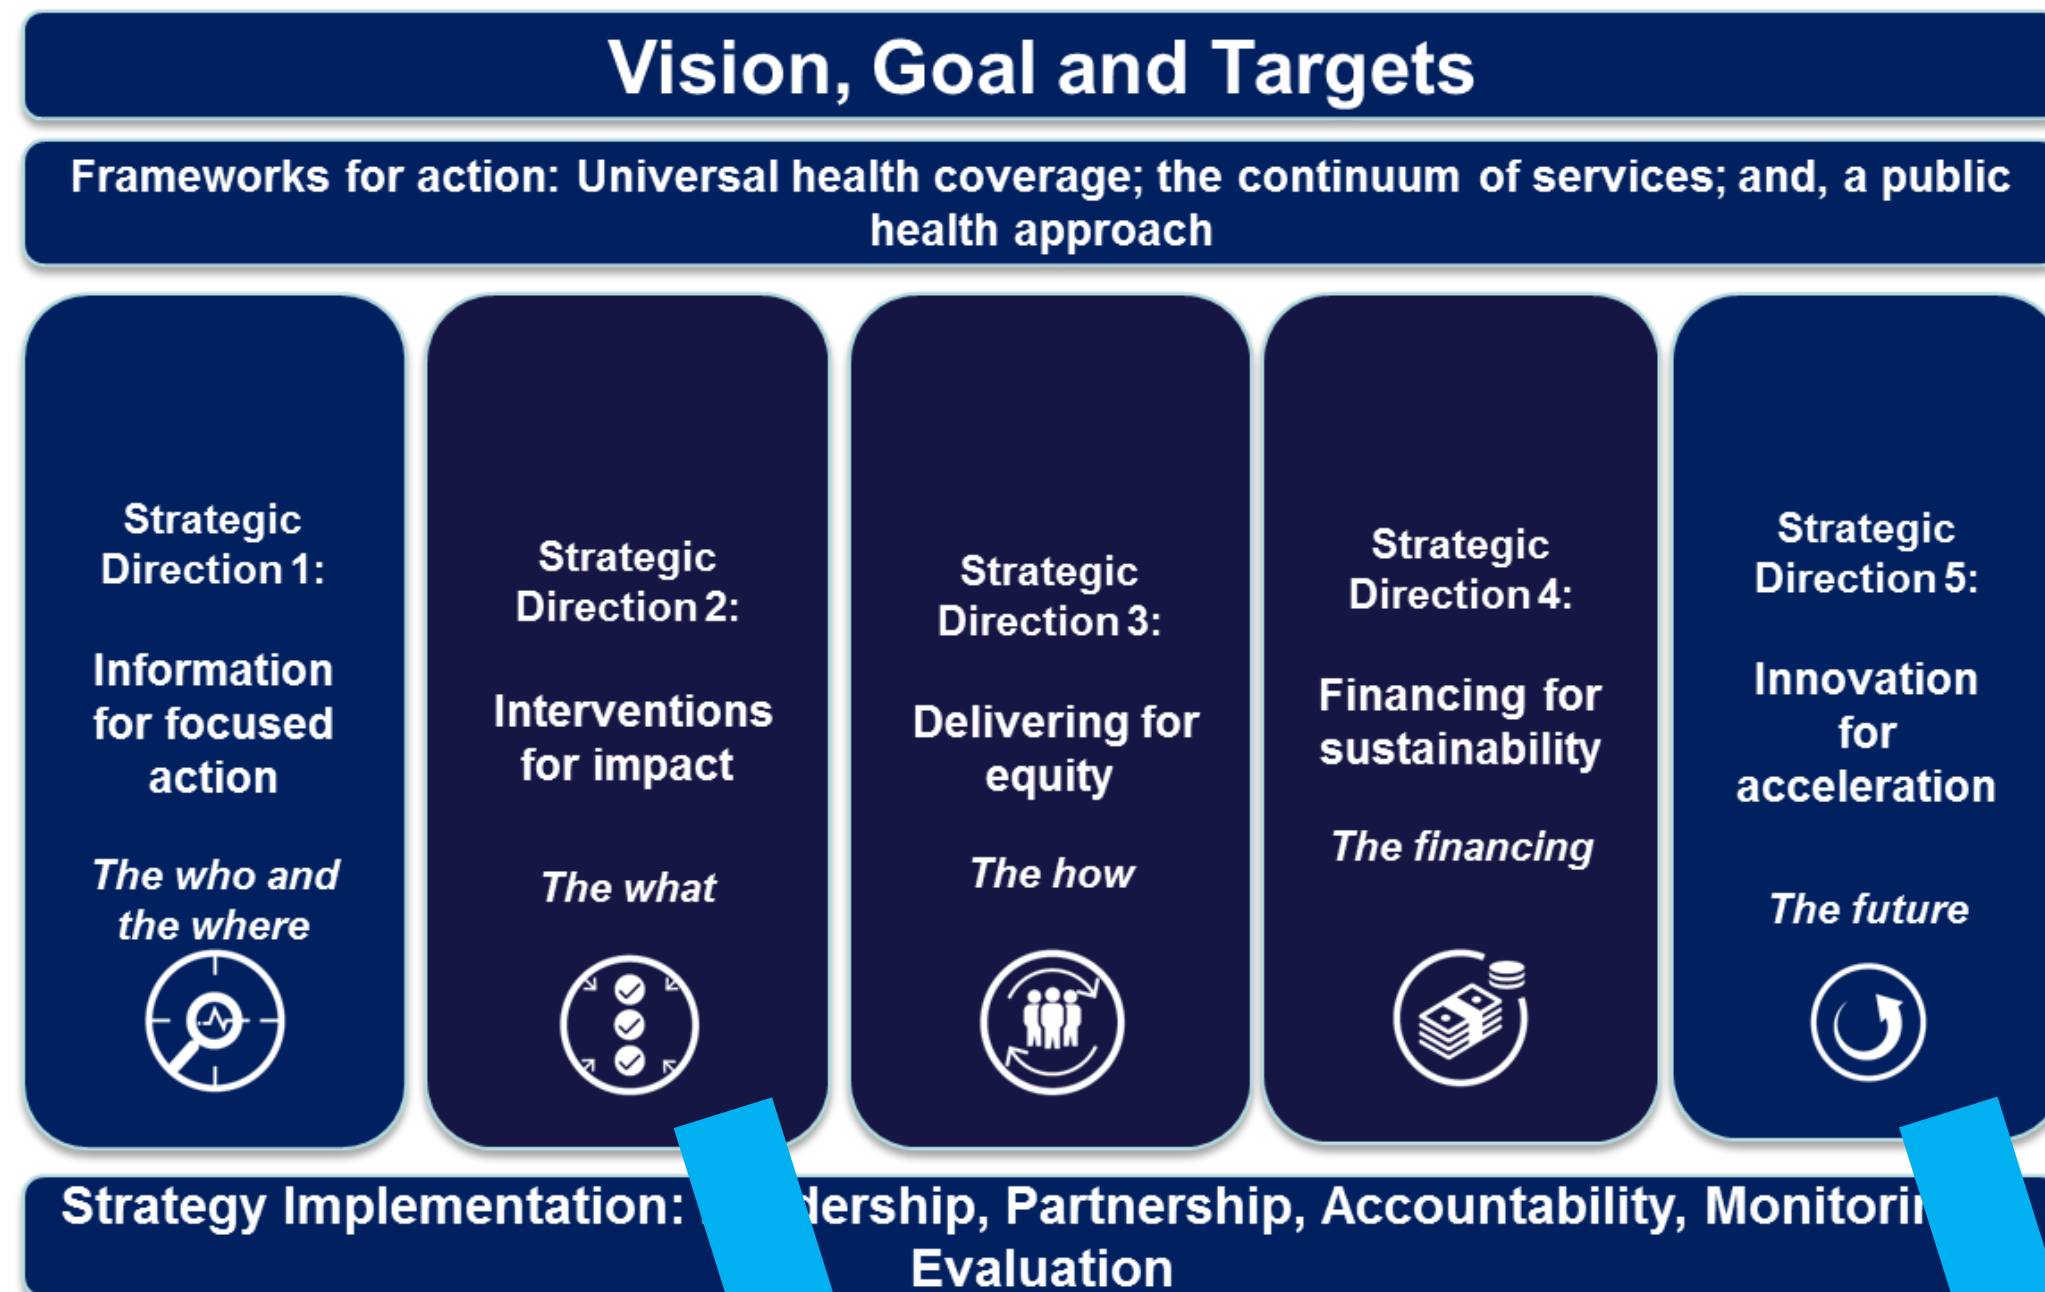 Vision, Goal and Targets
Frameworks for action: Universal health coverage; the continuum of services; and, a public
health approach
Strategic
Direction 1:
Information
for focused
action
The who and
the where
Strategic
Direction 2:
Interventions
for impact
The what
Strategic
Direction 3:
Delivering for
equity
The how
Strategic
Direction 4:
Financing for
sustainability
The financing
Strategic
Direction 5:
Innovation
for
acceleration
The future
Strategy Implementation: Partnership, Accountability,
Evaluation